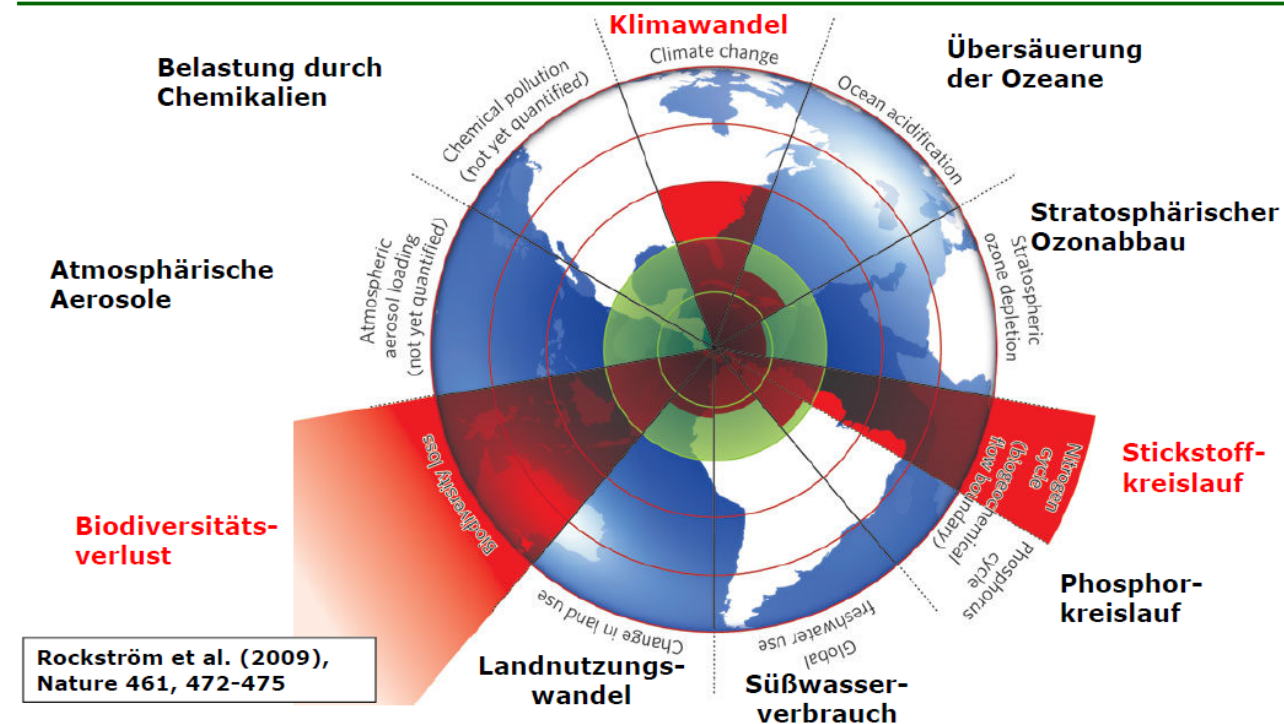 Klimawandel
Climate change
Übersäuerung
der Ozeane
Ocean acidification
Stratosphärischer
Ozonabbau
Stratospheric
ozone depletion
Stickstoff-
kreislauf
Nitrogen
cycle
(biogeochemical
flow boundary)
Phosphorus
cycle
Phosphor-
kreislauf
Global
freshwater use
Süßwasser-
verbrauch
Change in land use
Landnutzungs-
wandel
Biodiversity loss
Biodiversitäts-
verlust
Atmospheric
aerosol loading
(not yet quantified)
Atmosphärische
Aerosole
Chemical pollution
(not yet quantified)
Belastung durch
Chemikalien
Rockström et al. (2009),
Nature 461, 472-475